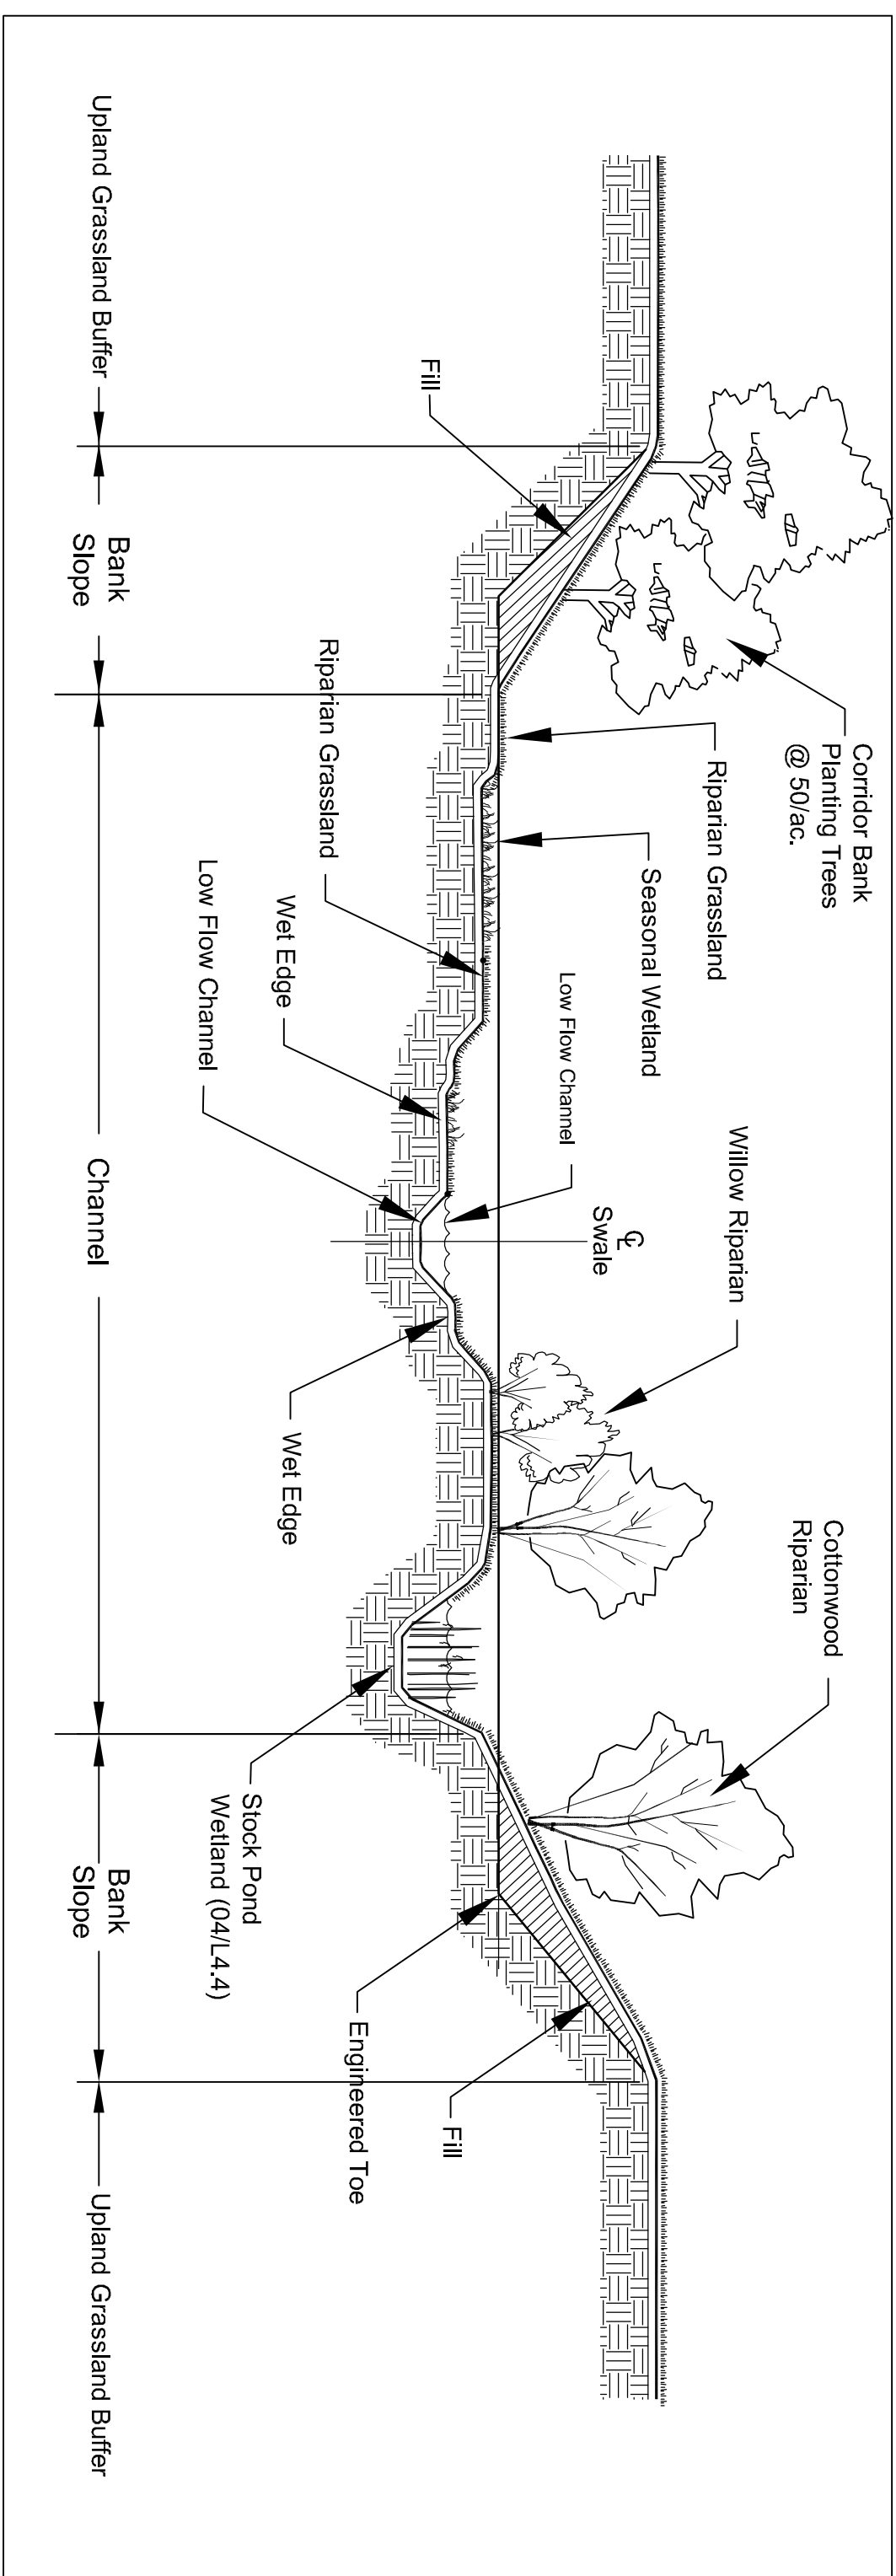 Corridor Bank
Planting Trees
@ 50/ac.
Riparian Grassland
Seasonal Wetland
Willow Riparian
Cottonwood
Riparian
Low Flow Channel
℄
Swale
Fill
Riparian Grassland
Wet Edge
Low Flow Channel
Wet Edge
Stock Pond
Wetland (04/L4.4)
Engineered Toe
Fill
Upland Grassland Buffer
Bank
Slope
Channel
Bank
Slope
Upland Grassland Buffer